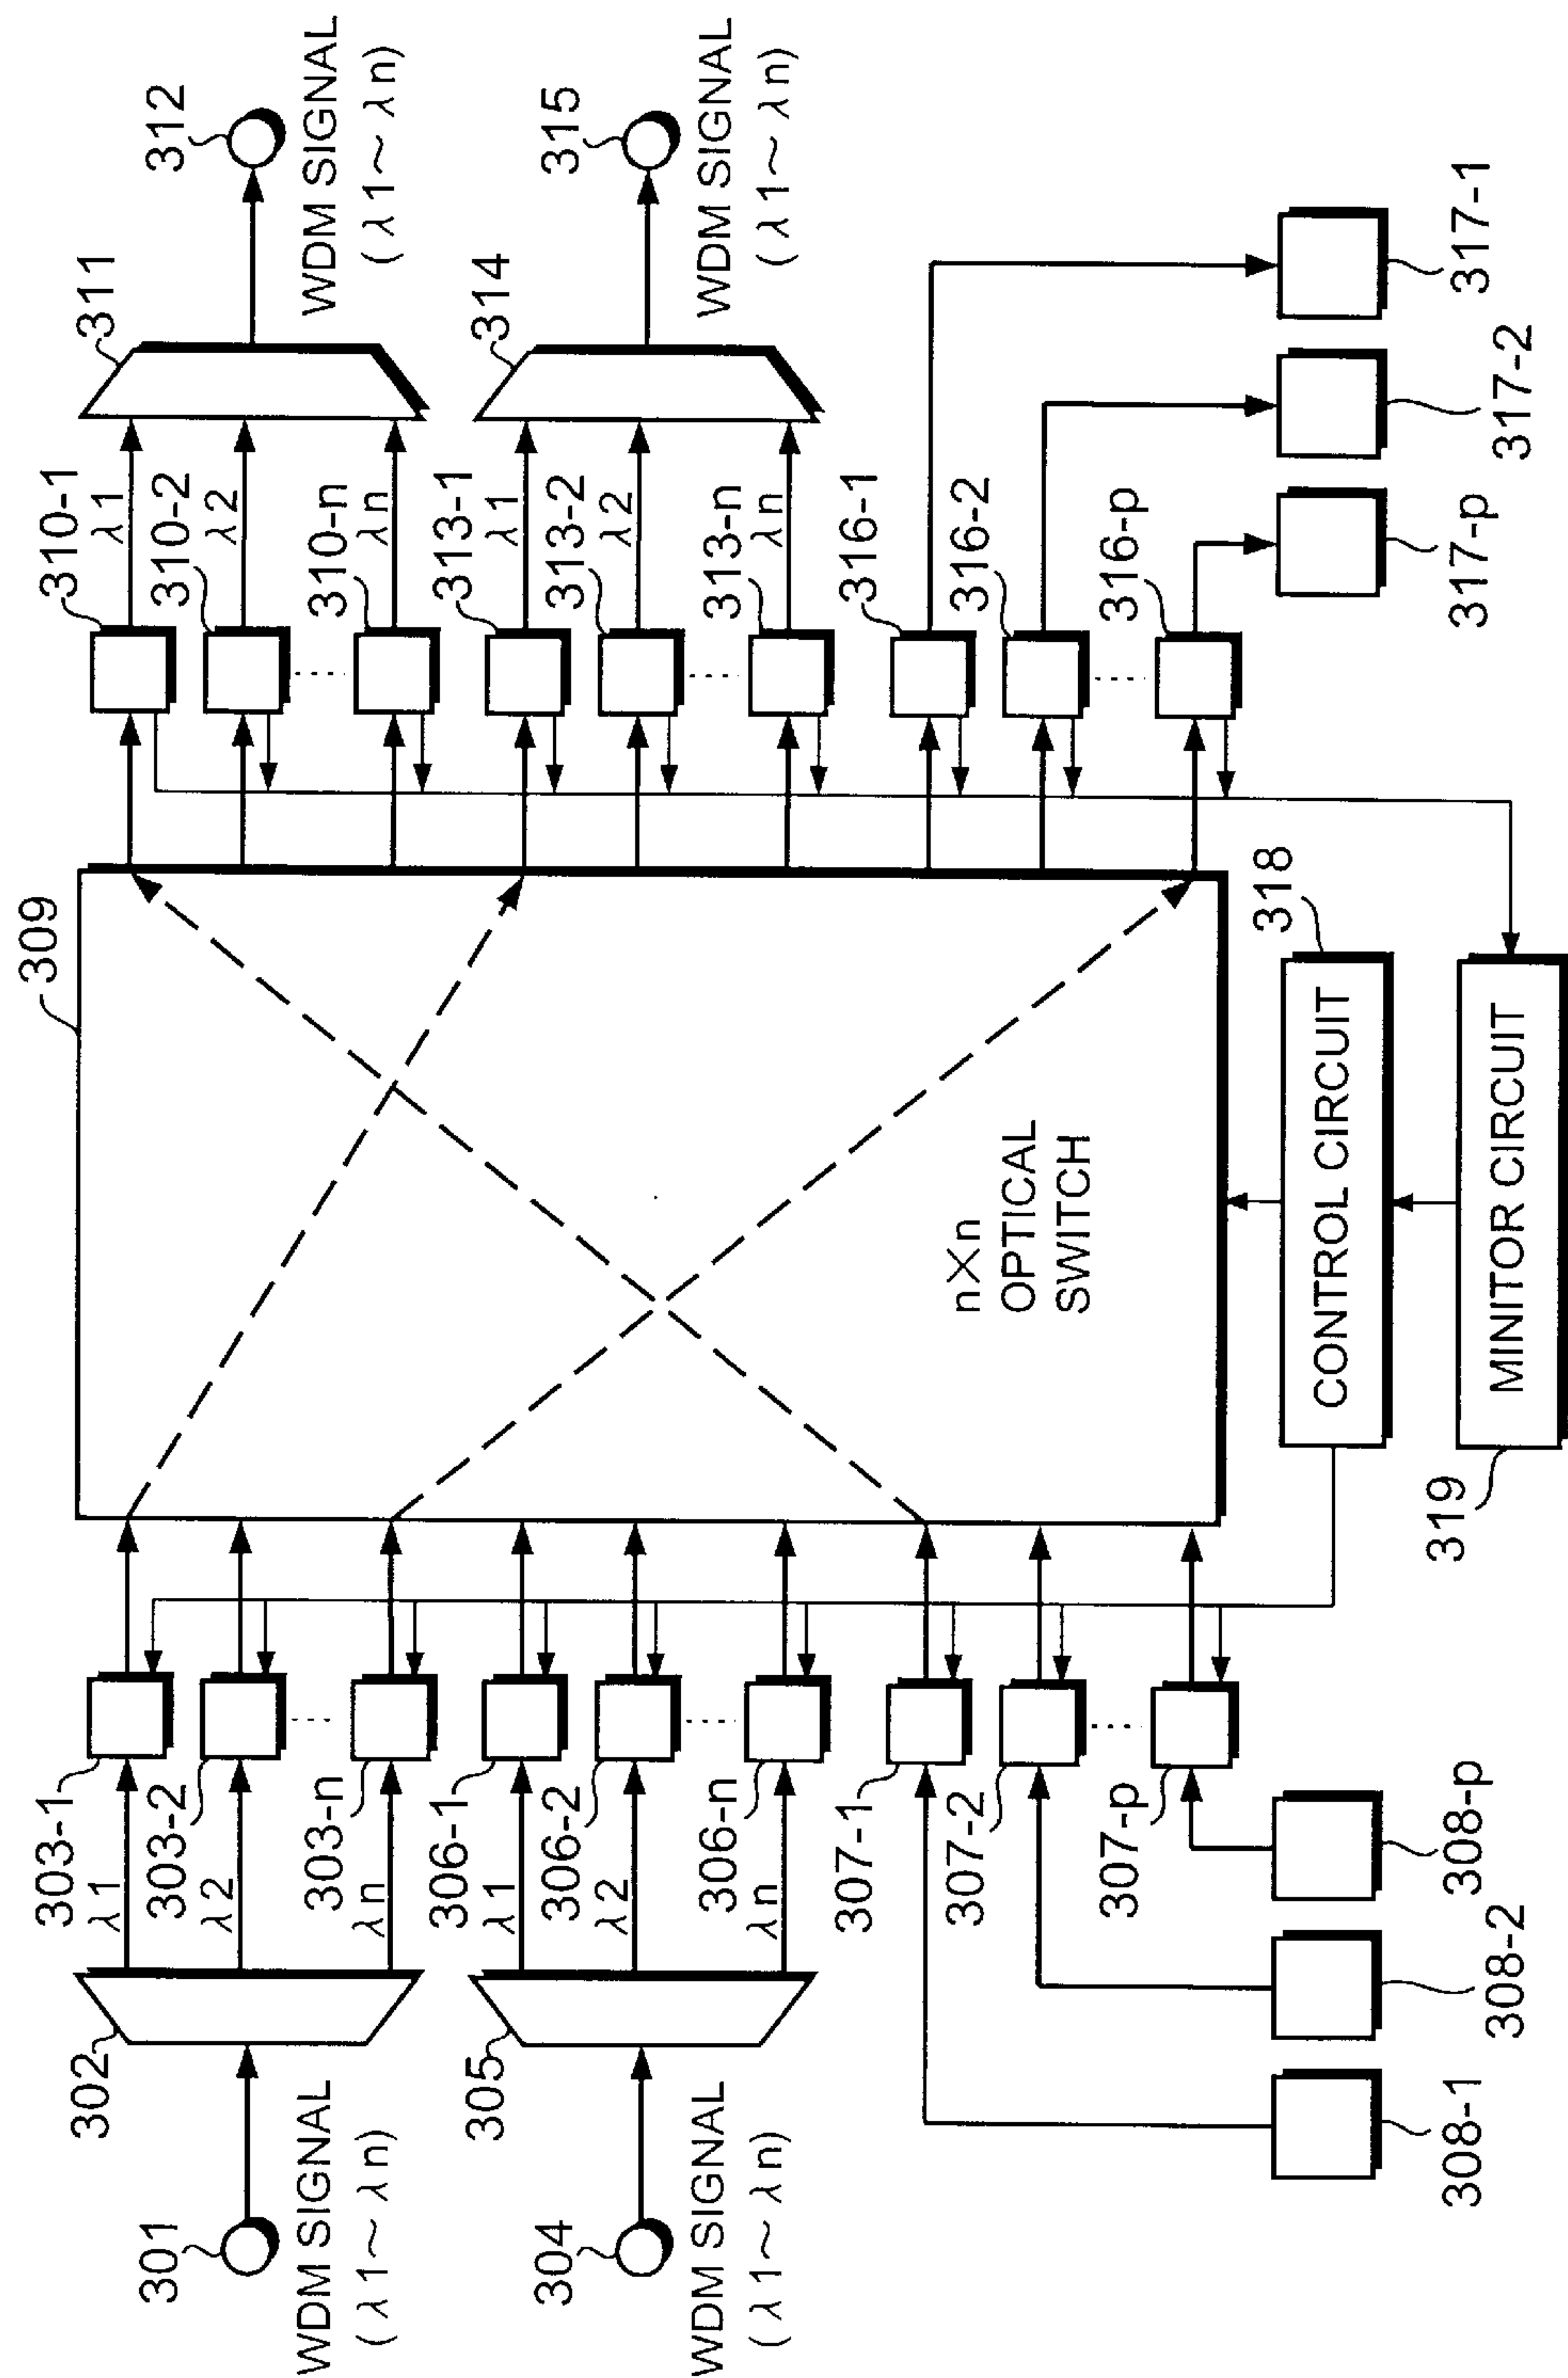 309
301
WDM SIGNAL
(λ1~λn)
302
303-1
λ1
303-2
λ2
303-n
λn
304
WDM SIGNAL
(λ1~λn)
305
306-1
λ1
306-2
λ2
306-n
λn
307-1
307-2
307-p
308-1
308-2
308-p
n×n
OPTICAL
SWITCH
310-1
λ1
310-2
λ2
310-n
λn
311
312
WDM SIGNAL
(λ1~λn)
313-1
λ1
313-2
λ2
313-n
λn
314
315
WDM SIGNAL
(λ1~λn)
316-1
316-2
316-p
317-p
317-2
317-1
318
CONTROL CIRCUIT
319
MINITOR CIRCUIT